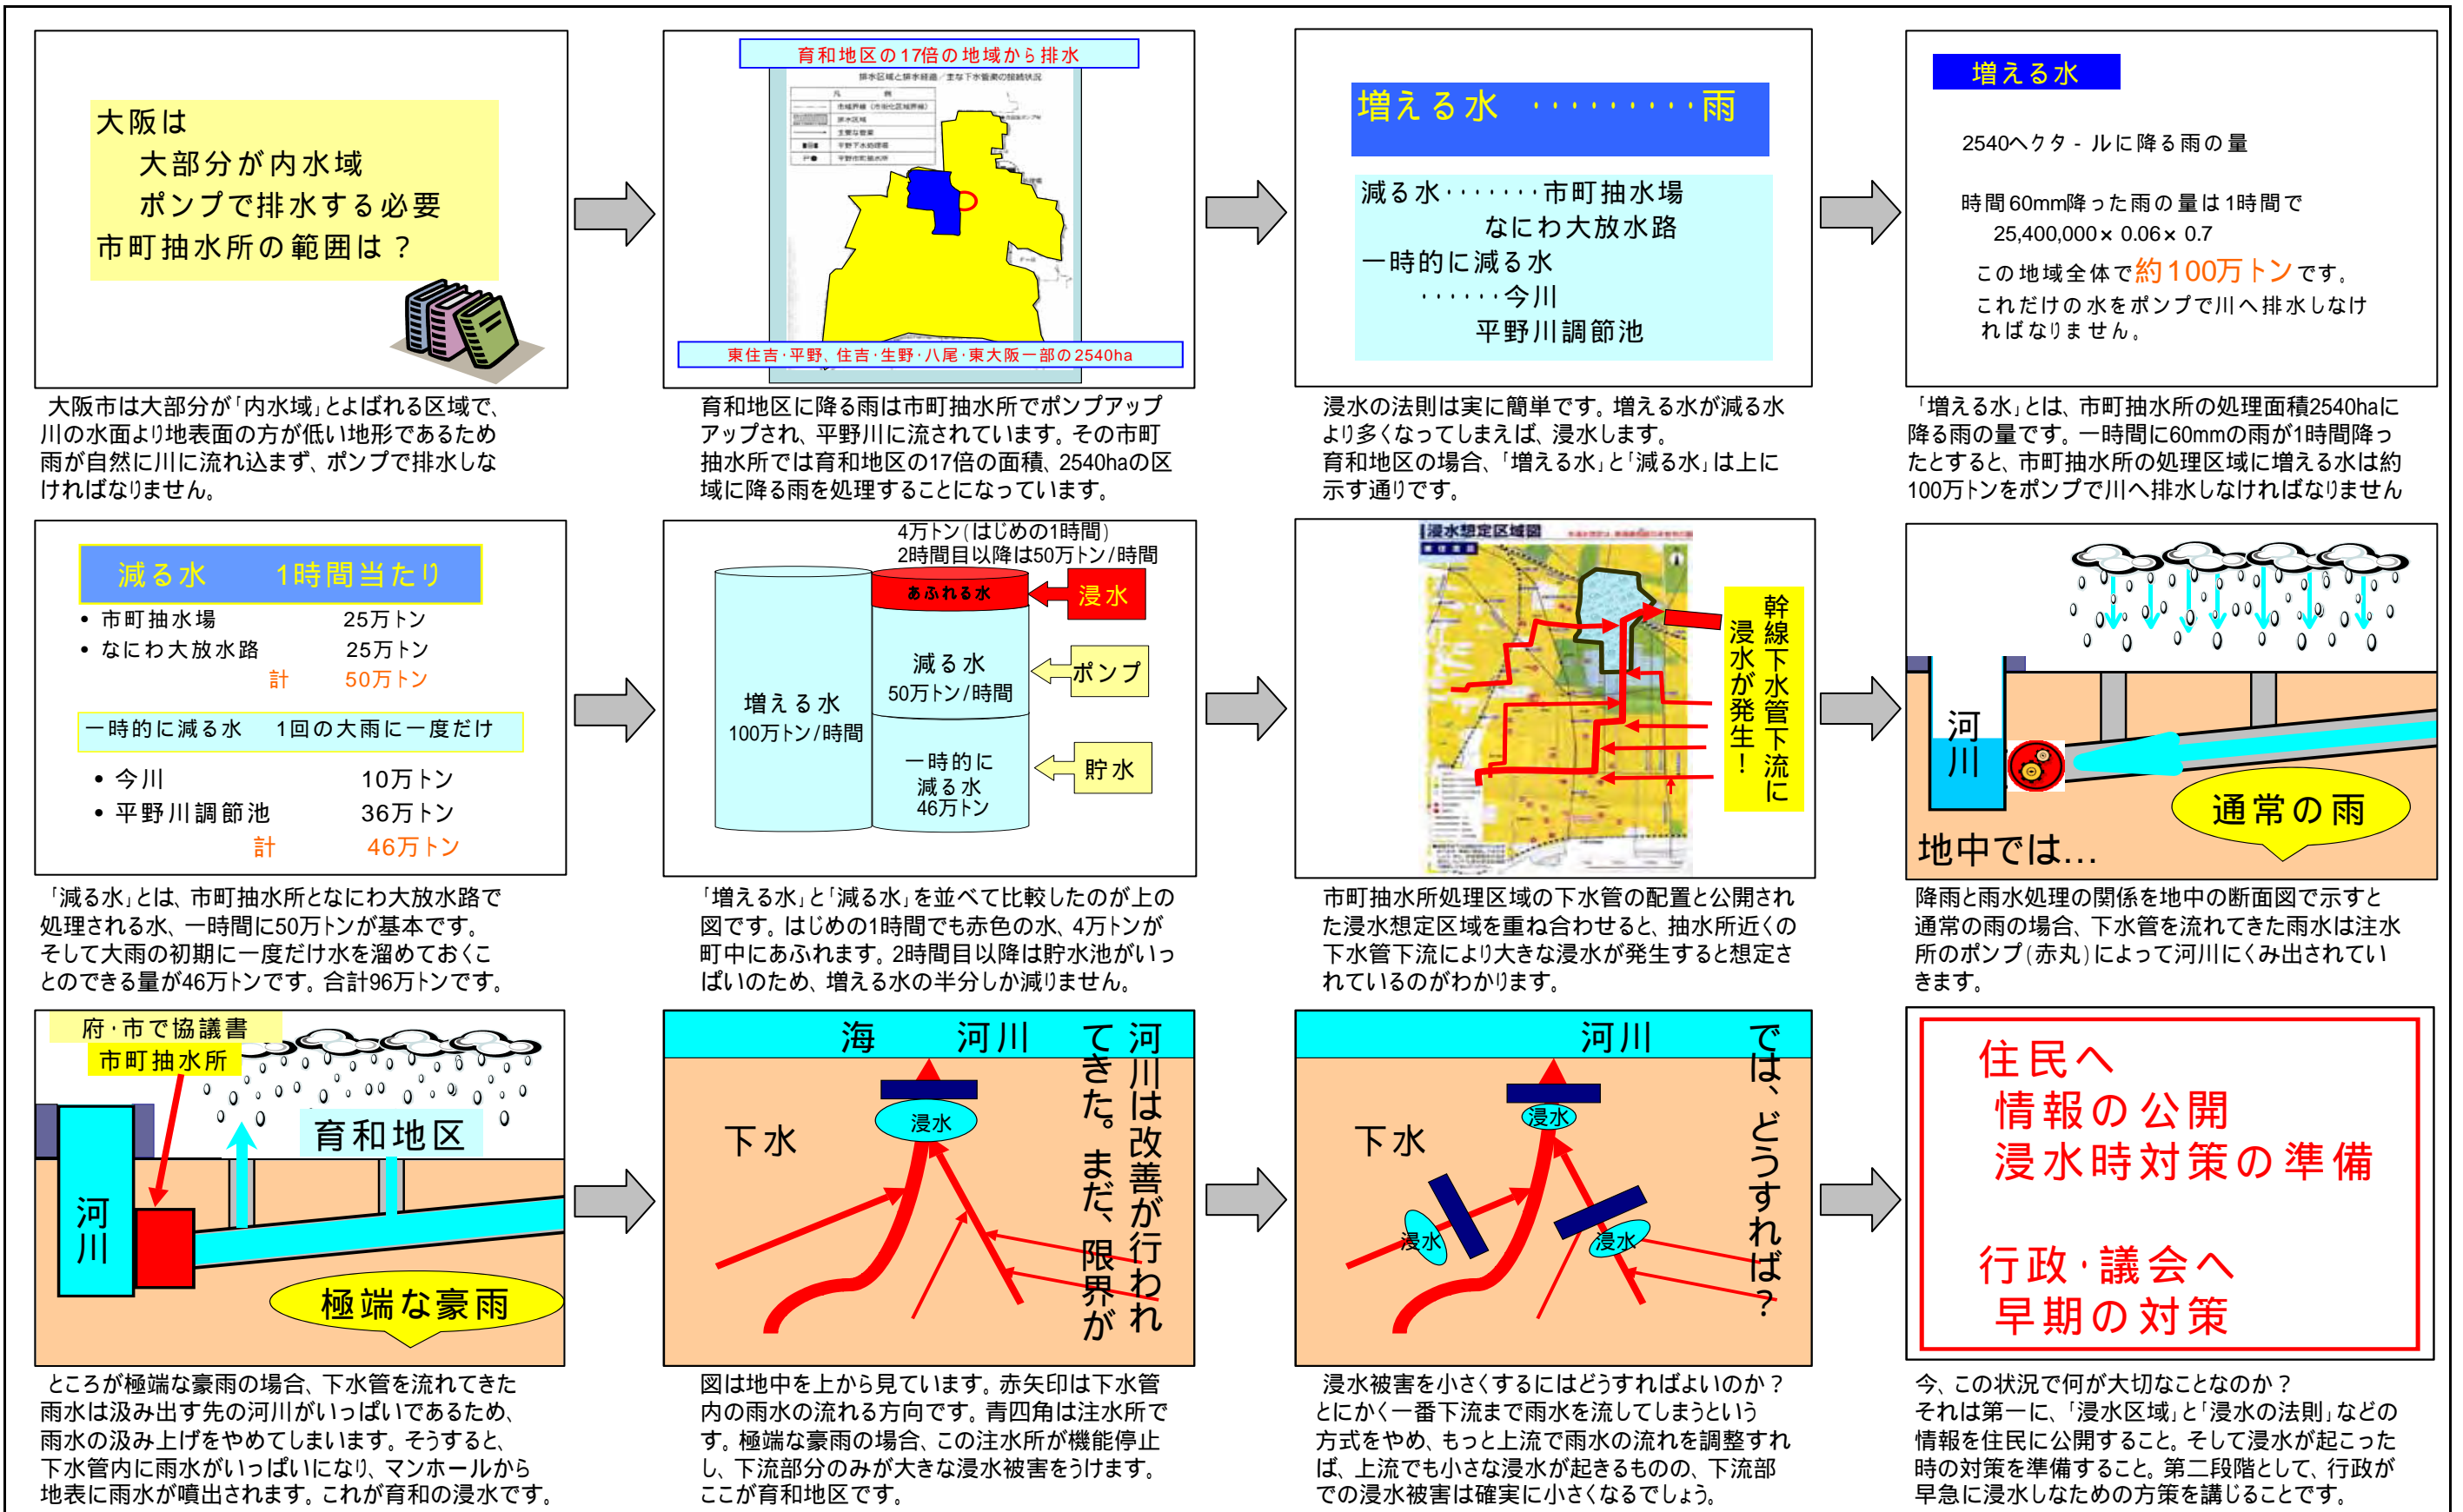 大阪は
大部分が内水域
ポンプで排水する必要
市町抽水所の範囲は？
大阪市は大部分が「内水域」とよばれる区域で、
川の水面より地表面の方が低い地形であるため
雨が自然に川に流れ込まず、ポンプで排水しな
ければなりません。
育和地区の17倍の地域から排水
排水区域と排水経路／主な下水管渠の接続状況
凡 例
市域界線（市街化区域界線）
排水区域
主要な管渠
平野下水処理場
平野市町抽水所
東住吉・平野、住吉・生野・八尾・東大阪一部の2540ha
育和地区に降る雨は市町抽水所でポンプアップ
アップされ、平野川に流されています。その市町
抽水所では育和地区の17倍の面積、2540haの区
域に降る雨を処理することになっています。
増える水 ・・・・・・・・・雨
減る水・・・・・・・市町抽水場
なにわ大放水路
一時的に減る水
・・・・・・今川
平野川調節池
浸水の法則は実に簡単です。増える水が減る水
より多くなってしまえば、浸水します。
育和地区の場合、「増える水」と「減る水」は上に
示す通りです。
増える水
2540ヘクタ - ルに降る雨の量
時間60mm降った雨の量は1時間で
25,400,000× 0.06× 0.7
この地域全体で約100万トンです。
これだけの水をポンプで川へ排水しなけ
ればなりません。
「増える水」とは、市町抽水所の処理面積2540haに
降る雨の量です。一時間に60mmの雨が1時間降っ
たとすると、市町抽水所の処理区域に増える水は約
100万トンをポンプで川へ排水しなければなりません
減る水 1時間当たり
• 市町抽水場 25万トン
• なにわ大放水路 25万トン
計 50万トン
一時的に減る水 1回の大雨に一度だけ
• 今川 10万トン
• 平野川調節池 36万トン
計 46万トン
「減る水」とは、市町抽水所となにわ大放水路で
処理される水、一時間に50万トンが基本です。
そして大雨の初期に一度だけ水を溜めておくこ
とのできる量が46万トンです。合計96万トンです。
4万トン(はじめの1時間)
2時間目以降は50万トン/時間
あふれる水
浸水
減る水
50万トン/時間
ポンプ
増える水
100万トン/時間
一時的に
減る水
46万トン
貯水
「増える水」と「減る水」を並べて比較したのが上の
図です。はじめの1時間でも赤色の水、4万トンが
町中にあふれます。2時間目以降は貯水池がいっ
ぱいのため、増える水の半分しか減りません。
浸水想定区域図
幹線下水管下流に
浸水が発生！
市町抽水所処理区域の下水管の配置と公開され
た浸水想定区域を重ね合わせると、抽水所近くの
下水管下流により大きな浸水が発生すると想定さ
れているのがわかります。
河川
通常の雨
地中では…
降雨と雨水処理の関係を地中の断面図で示すと
通常の雨の場合、下水管を流れてきた雨水は注水
所のポンプ(赤丸)によって河川にくみ出されてい
きます。
府・市で協議書
市町抽水所
育和地区
河川
極端な豪雨
ところが極端な豪雨の場合、下水管を流れてきた
雨水は汲み出す先の河川がいっぱいであるため、
雨水の汲み上げをやめてしまいます。そうすると、
下水管内に雨水がいっぱいになり、マンホールから
地表に雨水が噴出されます。これが育和の浸水です。
海 河川
河川は改善が行われ
てきた。まだ、限界が
浸水
下水
図は地中を上から見ています。赤矢印は下水管
内の雨水の流れる方向です。青四角は注水所で
す。極端な豪雨の場合、この注水所が機能停止
し、下流部分のみが大きな浸水被害をうけます。
ここが育和地区です。
河川
では、どうすれば？
浸水
下水
浸水
浸水
浸水被害を小さくするにはどうすればよいのか？
とにかく一番下流まで雨水を流してしまうという
方式をやめ、もっと上流で雨水の流れを調整すれ
ば、上流でも小さな浸水が起きるものの、下流部
での浸水被害は確実に小さくなるでしょう。
住民へ
情報の公開
浸水時対策の準備
行政・議会へ
早期の対策
今、この状況で何が大切なことなのか？
それは第一に、「浸水区域」と「浸水の法則」などの
情報を住民に公開すること。そして浸水が起こった
時の対策を準備すること。第二段階として、行政が
早急に浸水しなための方策を講じることです。